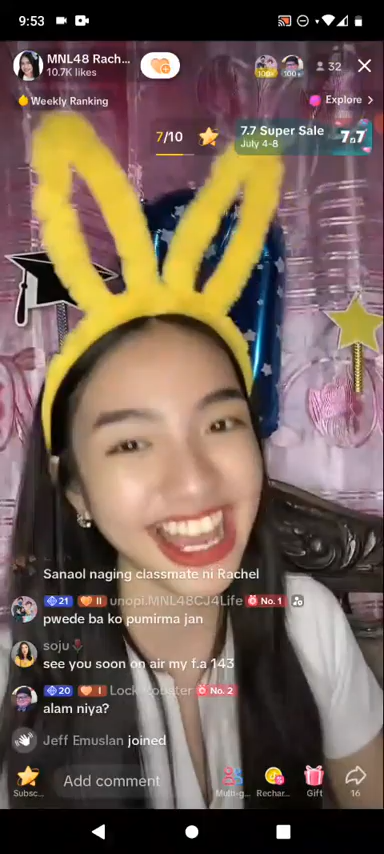 9:53
MNL48 Rach...
10.7K likes
100+
100+
32
Weekly Ranking
Explore
7/10
7.7 Super Sale
July 4-8
7.7
Sanaol naging classmate ni Rachel
21 II unopi.MNL48CJ4Life No. 1
pwede ba ko pumirma jan
soju
see you soon on air my f.a 143
20 I No. 2
alam niya?
Jeff Emuslan joined
Subsc...
Add comment
Multi-g...
Rechar...
Gift
16